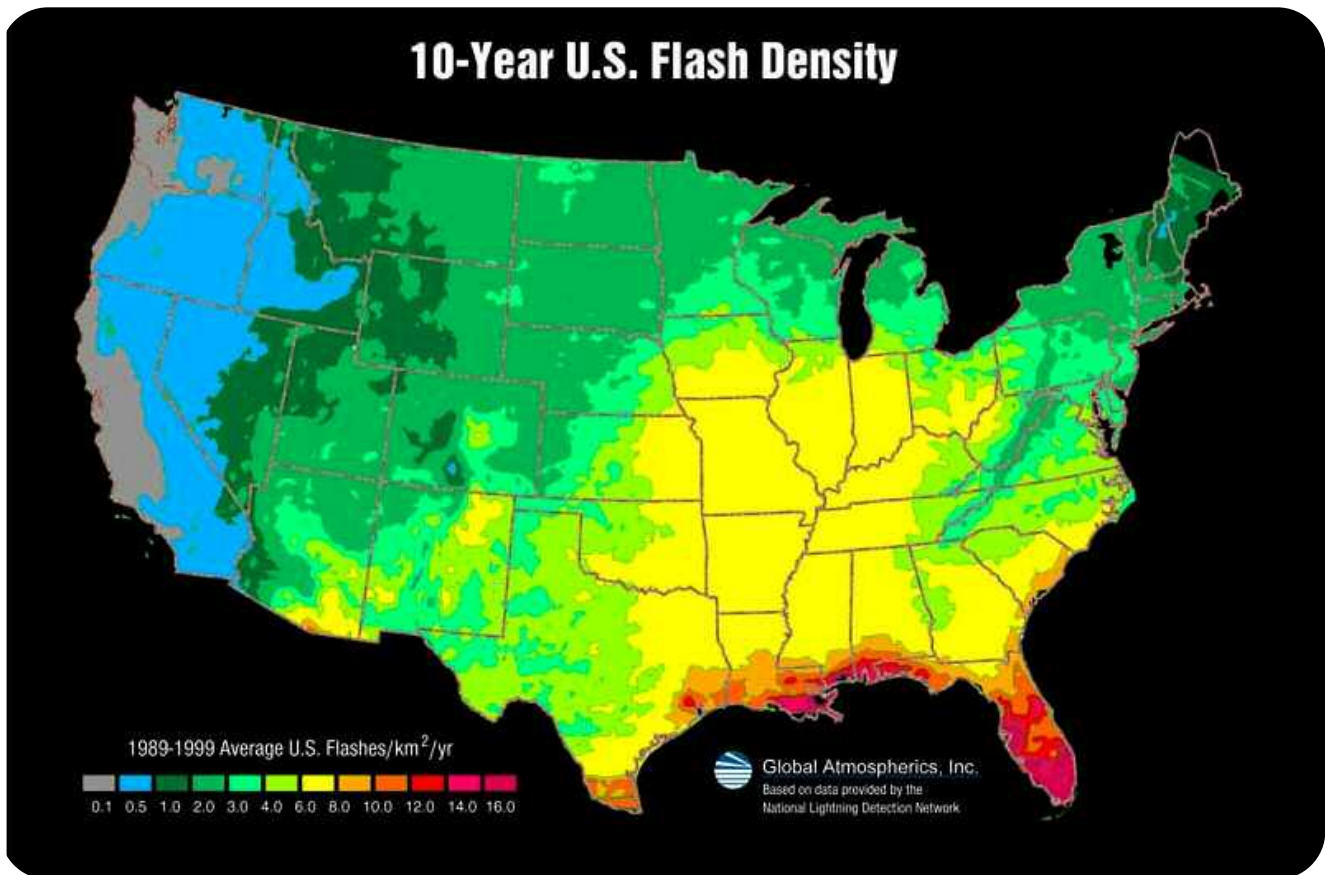 10-Year U.S. Flash Density
1989-1999 Average U.S. Flashes/km²/yr
0.1 0.5 1.0 2.0 3.0 4.0 6.0 8.0 10.0 12.0 14.0 16.0
Global Atmospherics, Inc.
Based on data provided by the
National Lightning Detection Network